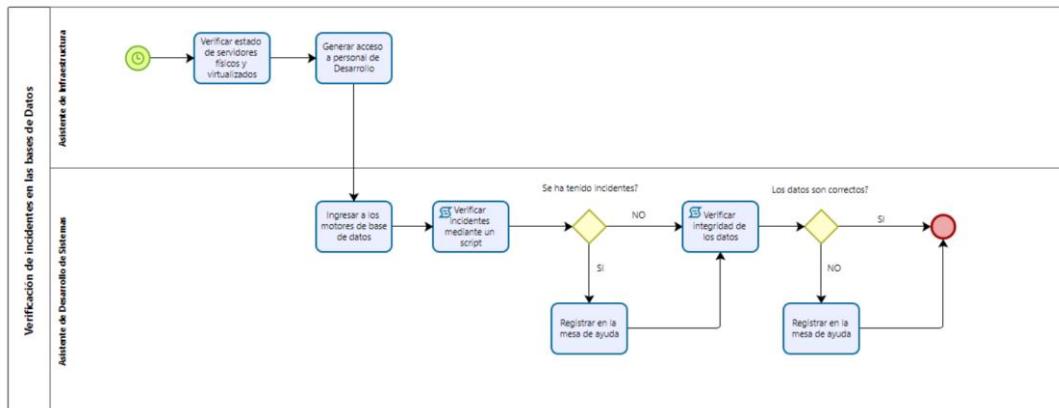 Verificación de incidentes en las bases de Datos
Asistente de Infraestructura
Verificar estado
de servidores
físicos y
virtualizados
Generar acceso
a personal de
Desarrollo
Asistente de Desarrollo de Sistemas
Ingresar a los
motores de base
de datos
Verificar
incidentes
mediante un
script
Se ha tenido incidentes?
NO
SI
Registrar en la
mesa de ayuda
Verificar
integridad de
los datos
Los datos son correctos?
SI
NO
Registrar en la
mesa de ayuda